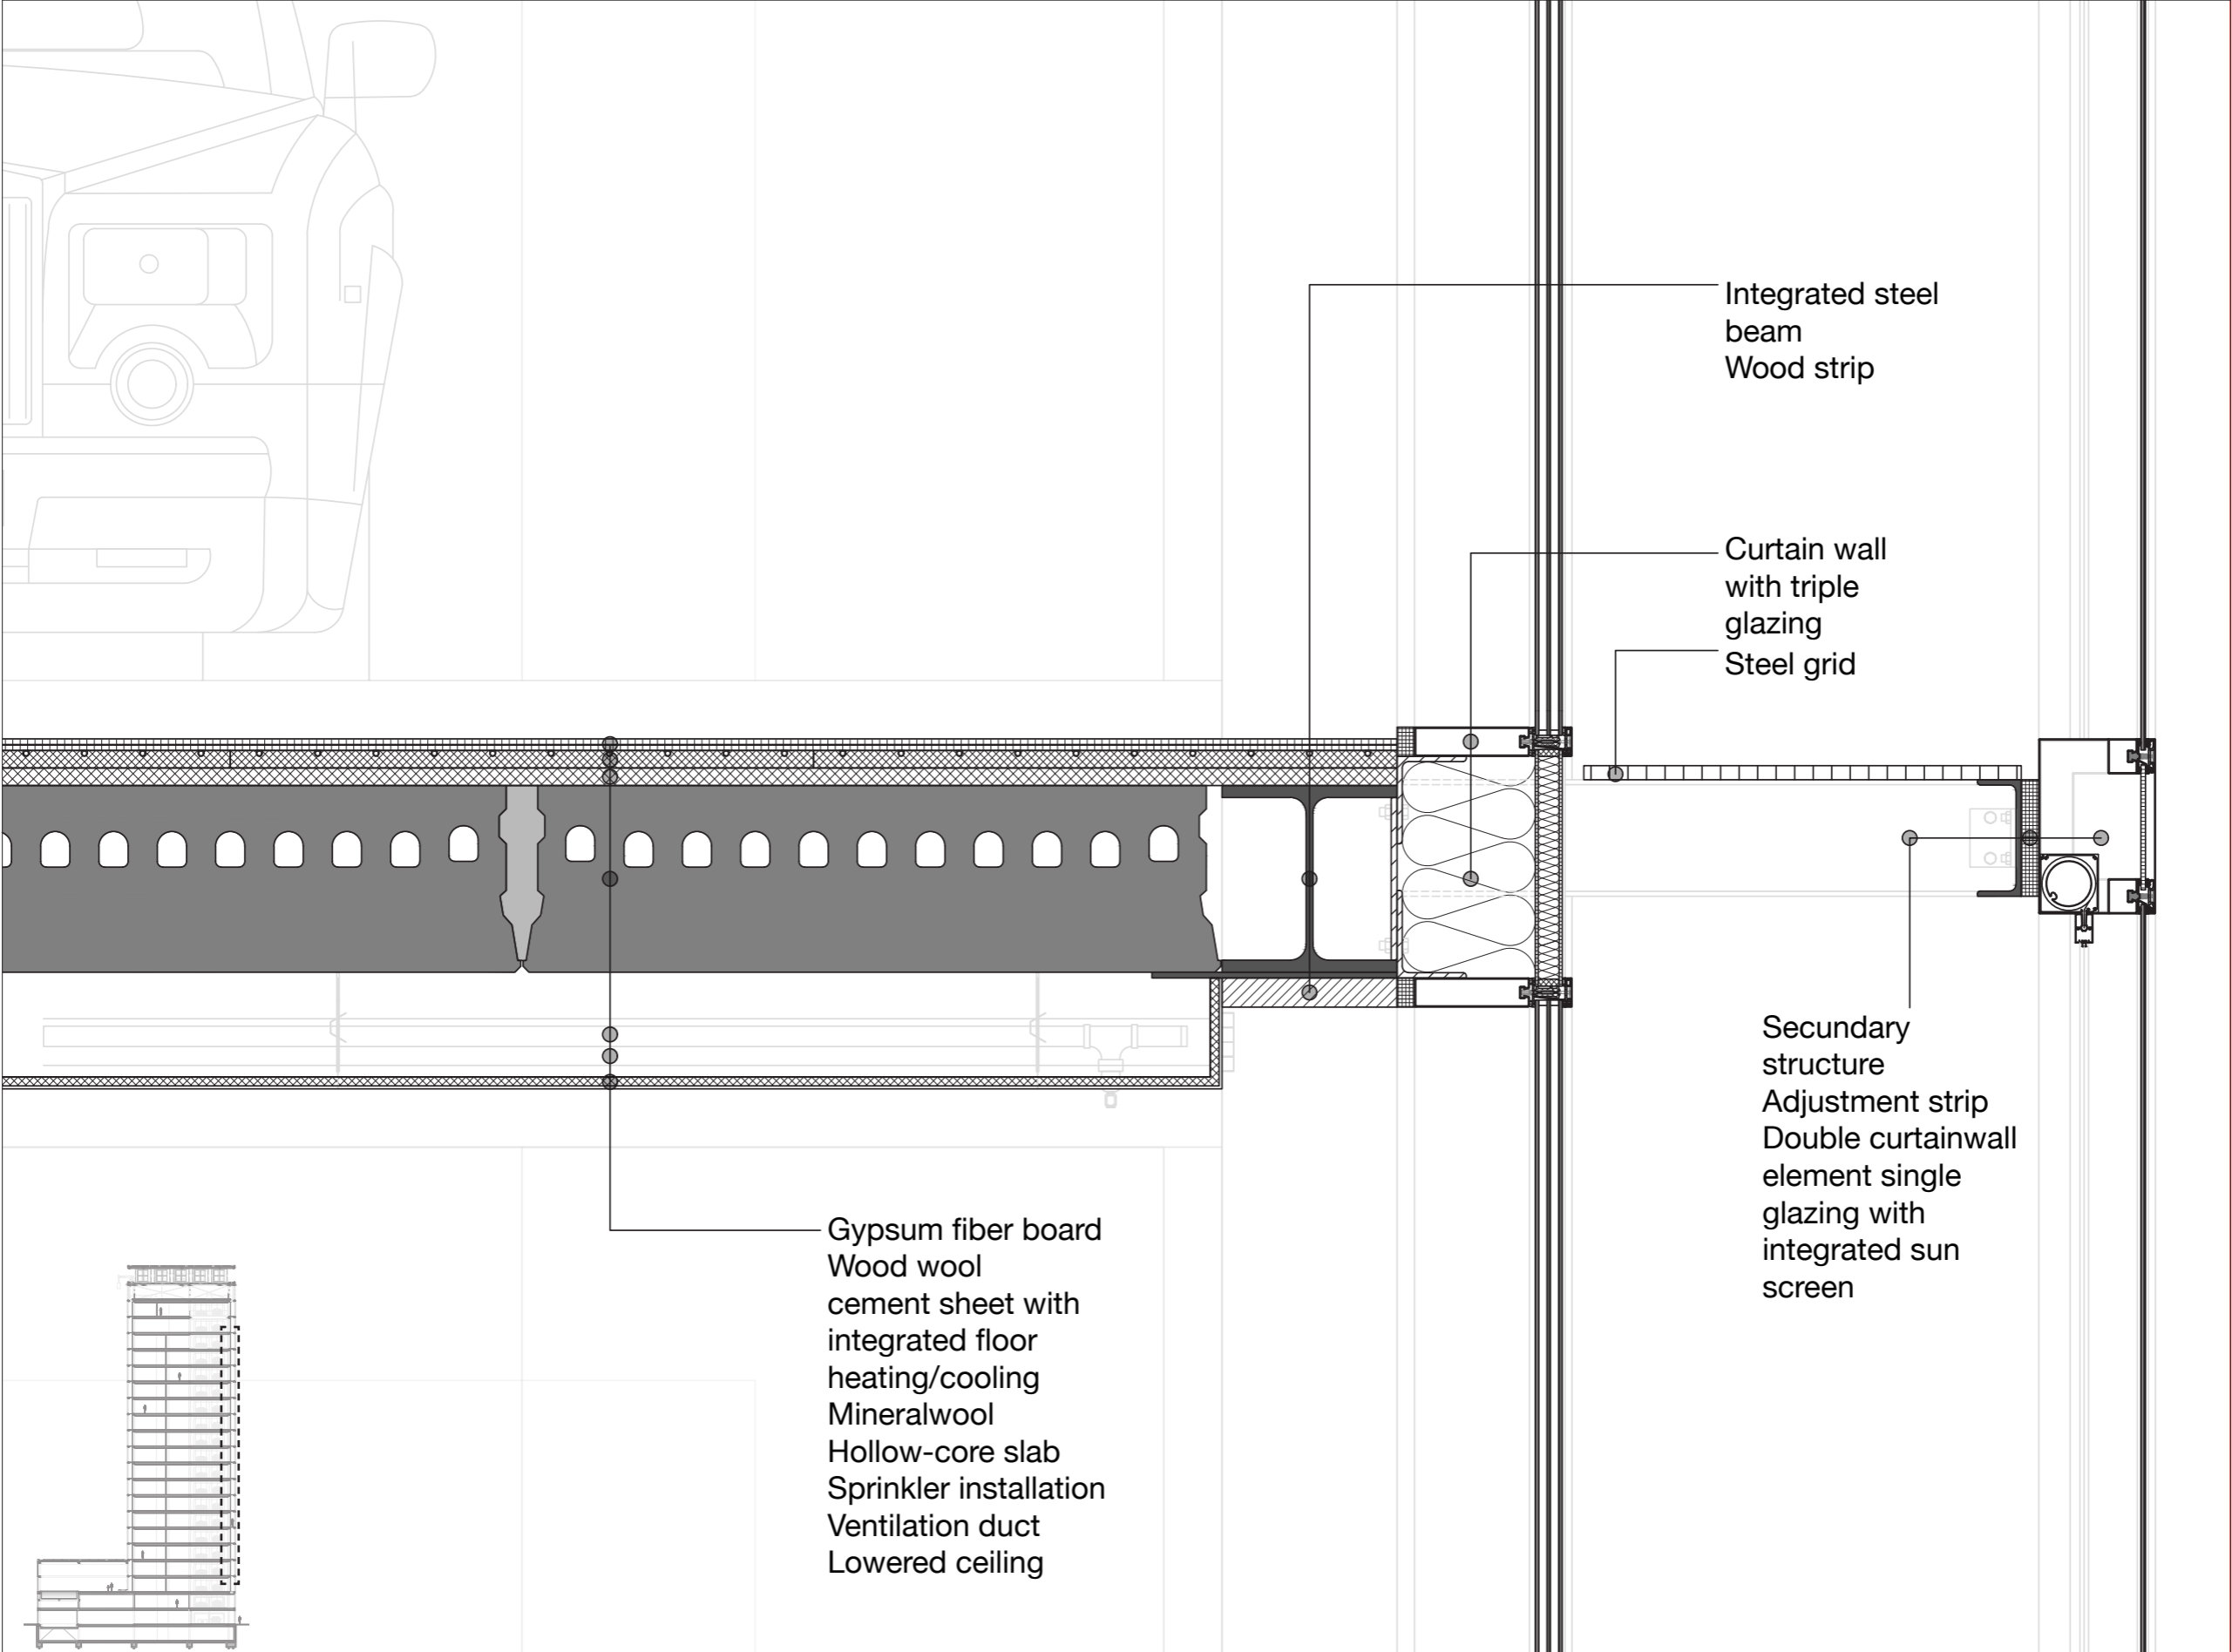 Integrated steel
beam
Wood strip
Curtain wall
with triple
glazing
Steel grid
Secundary
structure
Adjustment strip
Double curtainwall
element single
glazing with
integrated sun
screen
Gypsum fiber board
Wood wool
cement sheet with
integrated floor
heating/cooling
Mineralwool
Hollow-core slab
Sprinkler installation
Ventilation duct
Lowered ceiling